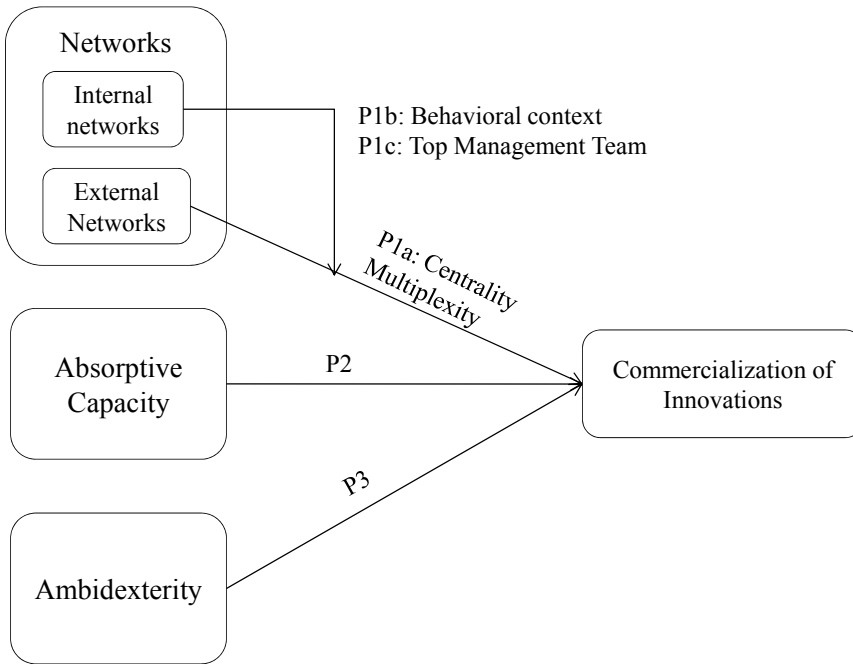 Networks
Internal
networks
External
Networks
P1b: Behavioral context
P1c: Top Management Team
P1a: Centrality
Multiplexity
Absorptive
Capacity
P2
Commercialization of
Innovations
P3
Ambidexterity